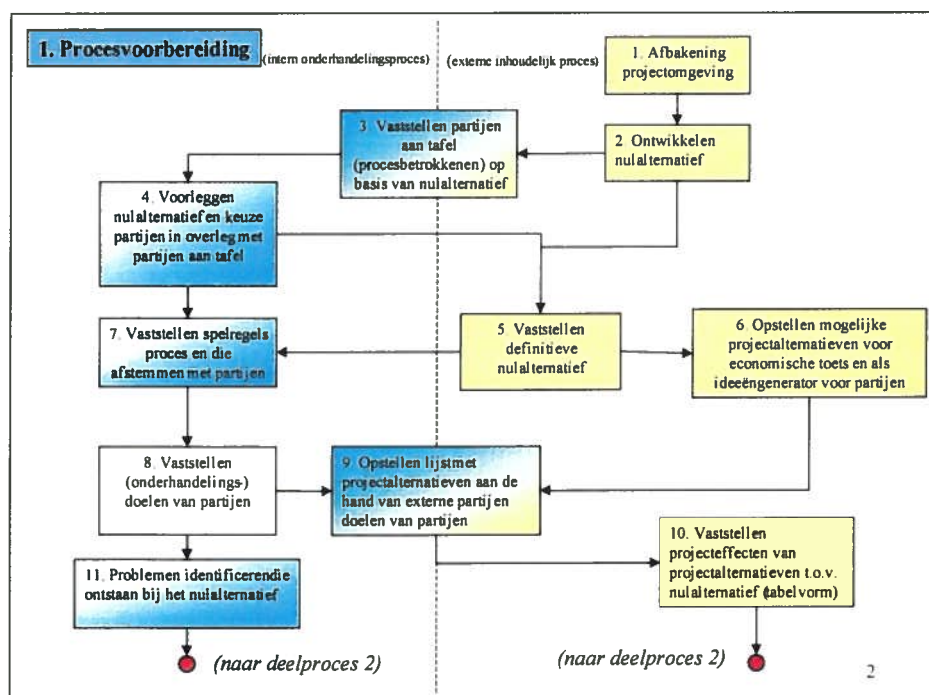 1. Procesvoorbereiding
(intern onderhandelingsproces)
(externe inhoudelijk proces)
1. Afbakening
projectomgeving
2. Ontwikkelen
nulalternatief
3. Vaststellen partijen
aan tafel
(procesbetrokkenen) op
basis van nulalternatief
4. Voorleggen
nulalternatief en keuze
partijen in overleg met
partijen aan tafel
5. Vaststellen
definitieve
nulalternatief
6. Opstellen mogelijke
projectalternatieven voor
economische toets en als
ideeëngenerator voor partijen
7. Vaststellen spelregels
proces en die
afstemmen met partijen
8. Vaststellen
(onderhandelings-)
doelen van partijen
9. Opstellen lijst met
projectalternatieven aan de
hand van externe partijen
doelen van partijen
10. Vaststellen
projecteffecten van
projectalternatieven t.o.v.
nulalternatief (tabelvorm)
11. Problemen identificeren die
ontstaan bij het nulalternatief
(naar deelproces 2)
(naar deelproces 2)
2